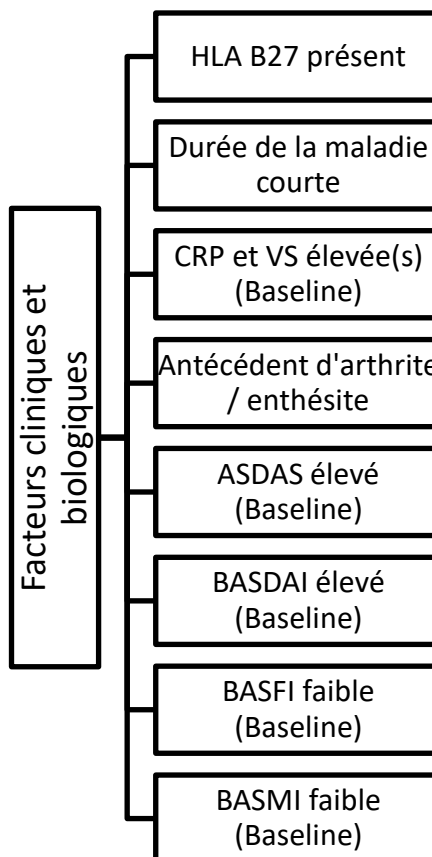 Facteurs cliniques et
biologiques
HLA B27 présent
Durée de la maladie
courte
CRP et VS élevée(s)
(Baseline)
Antécédent d'arthrite
/ enthésite
ASDAS élevé
(Baseline)
BASDAI élevé
(Baseline)
BASFI faible
(Baseline)
BASMI faible
(Baseline)